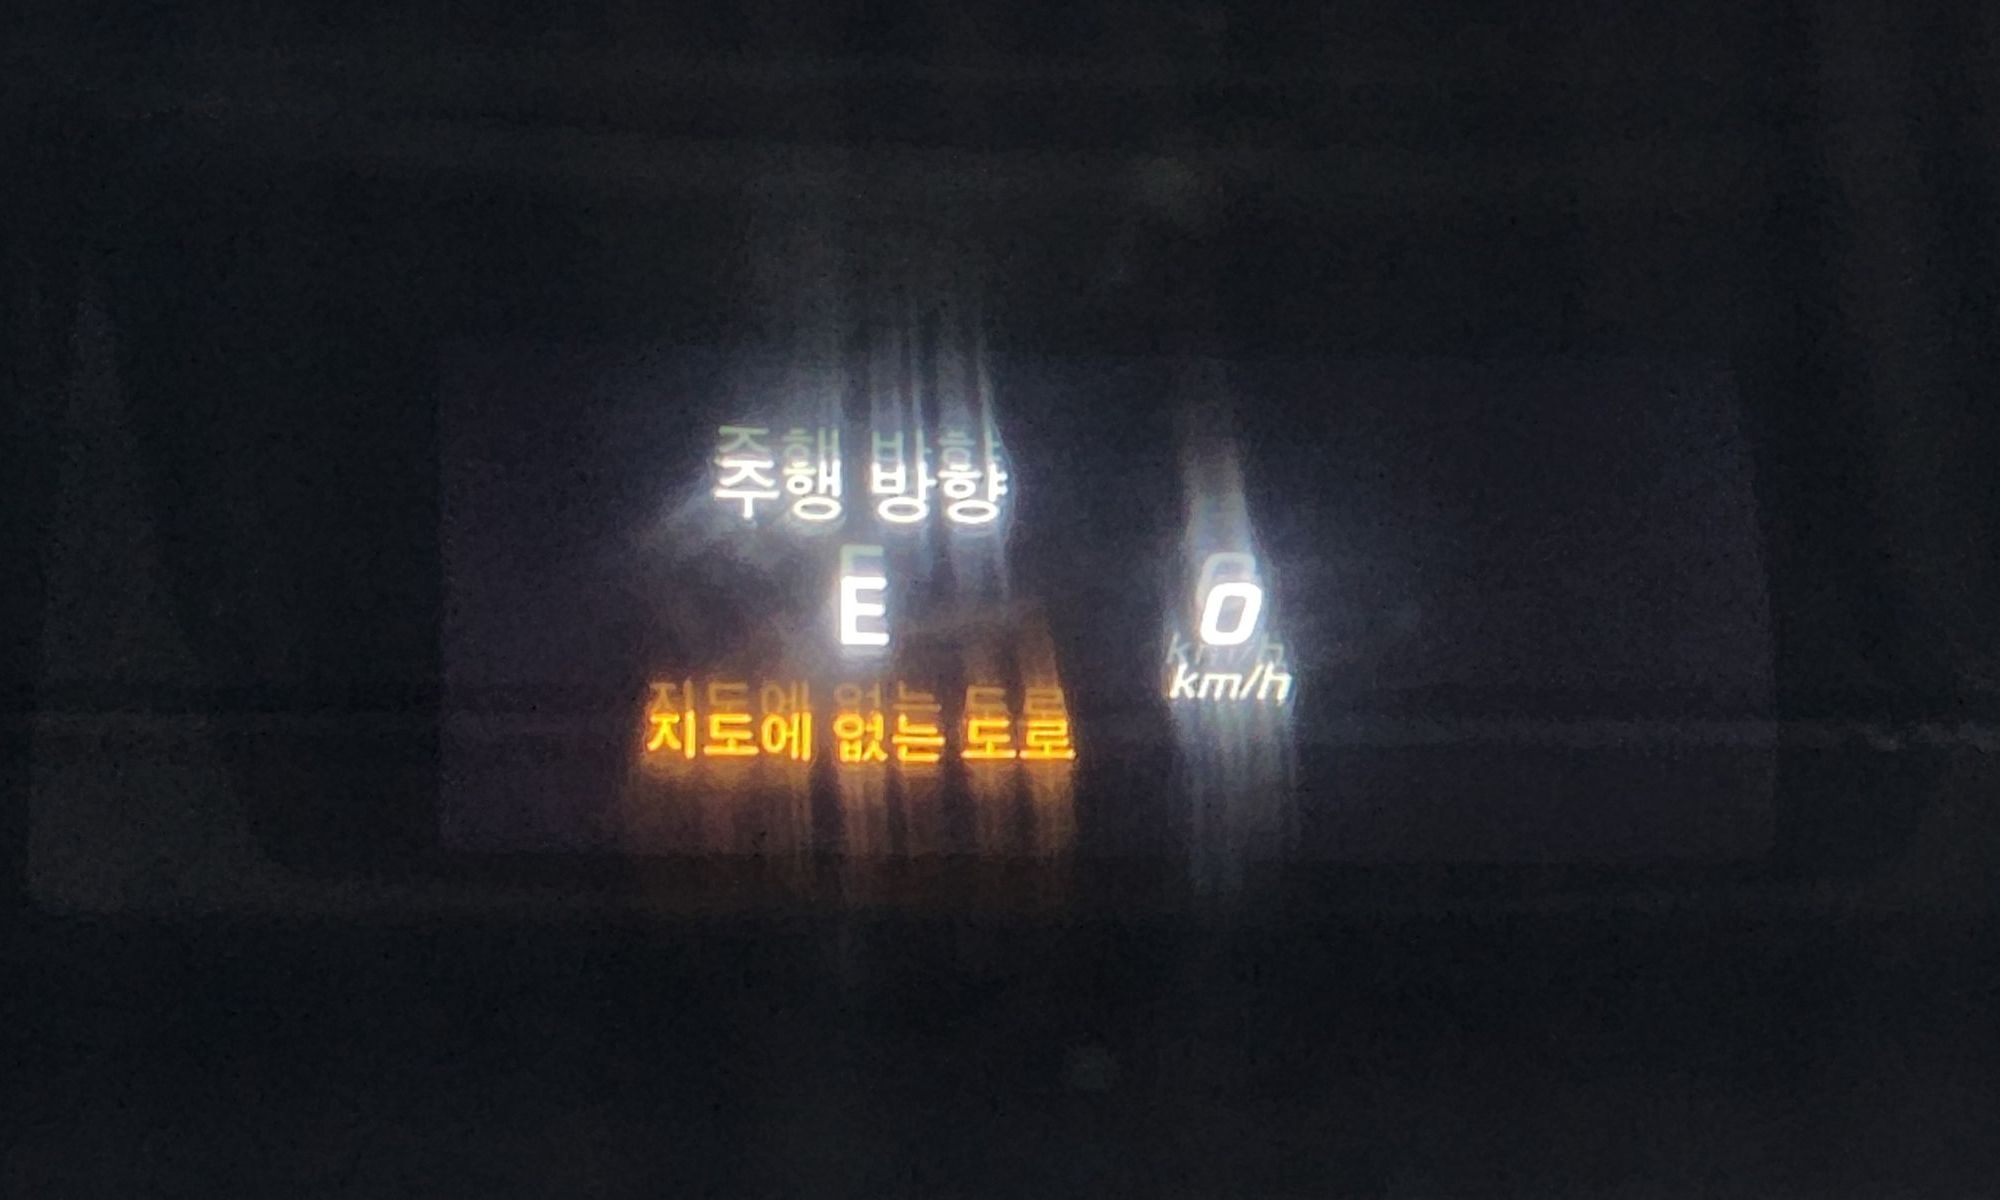 주행 방향
E
0
km/h
지도에 없는 도로